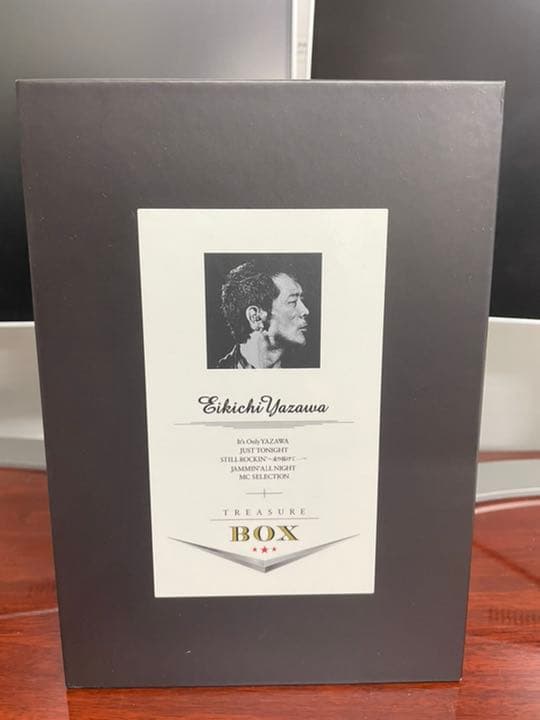 Eikichi Yazawa
It's Only YAZAWA
JUST TONIGHT
STILL ROCKIN' ～走り抜けて…～
JAMMIN' ALL NIGHT
MC SELECTION
TREASURE
BOX